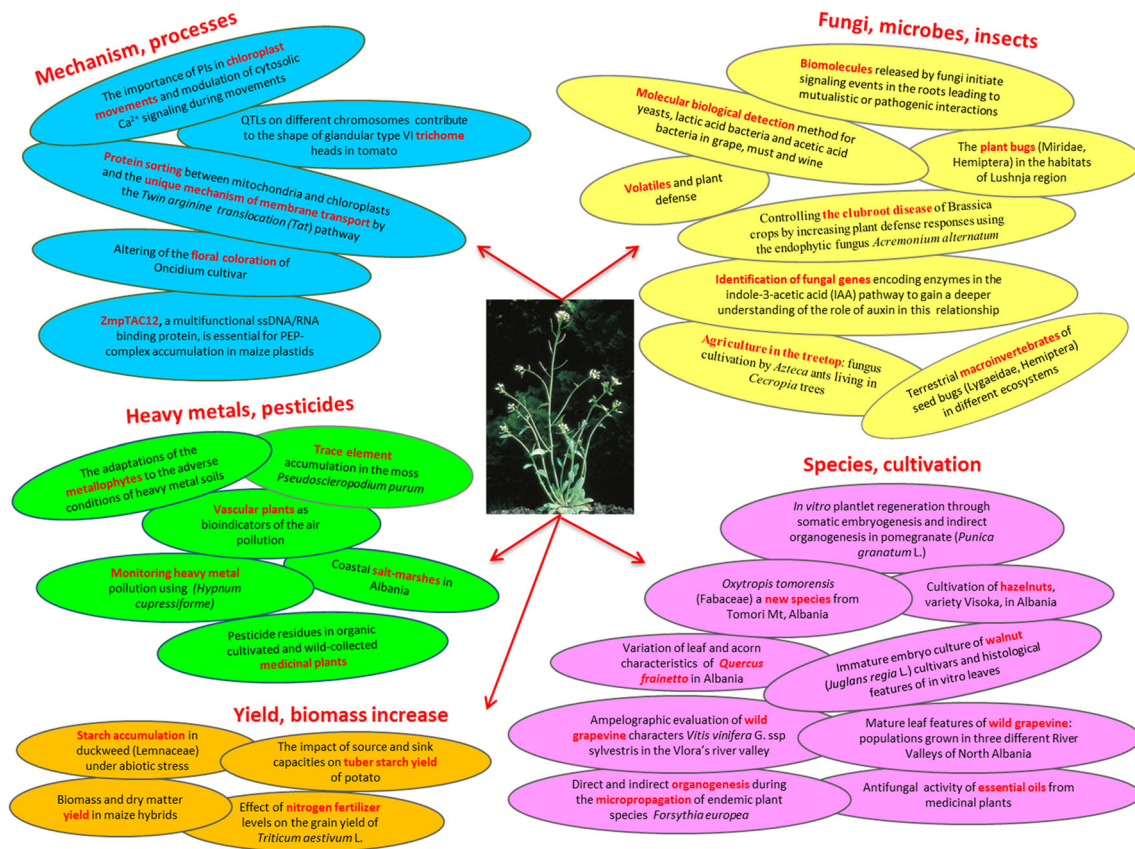 Mechanism, processes
The importance of PIs in chloroplast
movements and modulation of cytosolic
Ca²⁺ signaling during movements
QTLs on different chromosomes contribute
to the shape of glandular type VI trichome
heads in tomato
Protein sorting between mitochondria and chloroplasts
and the unique mechanism of membrane transport by
the Twin arginine translocation (Tat) pathway
Altering of the floral coloration of
Oncidium cultivar
ZmpTAC12, a multifunctional ssDNA/RNA
binding protein, is essential for PEP-
complex accumulation in maize plastids
Fungi, microbes, insects
Biomolecules released by fungi initiate
signaling events in the roots leading to
mutualistic or pathogenic interactions
Molecular biological detection method for
yeasts, lactic acid bacteria and acetic acid
bacteria in grape, must and wine
The plant bugs (Miridae,
Hemiptera) in the habitats
of Lushnja region
Volatiles and plant
defense
Controlling the clubroot disease of Brassica
crops by increasing plant defense responses using
the endophytic fungus Acremonium alternatum
Identification of fungal genes encoding enzymes in the
indole-3-acetic acid (IAA) pathway to gain a deeper
understanding of the role of auxin in this relationship
Agriculture in the treetop: fungus
cultivation by Azteca ants living in
Cecropia trees
Terrestrial macroinvertebrates of
seed bugs (Lygaeidae, Hemiptera)
in different ecosystems
Heavy metals, pesticides
The adaptations of the
metallophytes to the adverse
conditions of heavy metal soils
Trace element
accumulation in the moss
Pseudoscleropodium purum
Vascular plants as
bioindicators of the air
pollution
Monitoring heavy metal
pollution using (Hypnum
cupressiforme)
Coastal salt-marshes in
Albania
Pesticide residues in organic
cultivated and wild-collected
medicinal plants
Species, cultivation
In vitro plantlet regeneration through
somatic embryogenesis and indirect
organogenesis in pomegranate (Punica
granatum L.)
Oxytropis tomorensis
(Fabaceae) a new species from
Tomori Mt, Albania
Cultivation of hazelnuts,
variety Visoka, in Albania
Variation of leaf and acorn
characteristics of Quercus
frainetto in Albania
Immature embryo culture of walnut
(Juglans regia L.) cultivars and histological
features of in vitro leaves
Ampelographic evaluation of wild
grapevine characters Vitis vinifera G. ssp
sylvestris in the Vlora's river valley
Mature leaf features of wild grapevine:
populations grown in three different River
Valleys of North Albania
Direct and indirect organogenesis during
the micropropagation of endemic plant
species Forsythia europea
Antifungal activity of essential oils from
medicinal plants
Yield, biomass increase
Starch accumulation in
duckweed (Lemnaceae)
under abiotic stress
The impact of source and sink
capacities on tuber starch yield
of potato
Biomass and dry matter
yield in maize hybrids
Effect of nitrogen fertilizer
levels on the grain yield of
Triticum aestivum L.